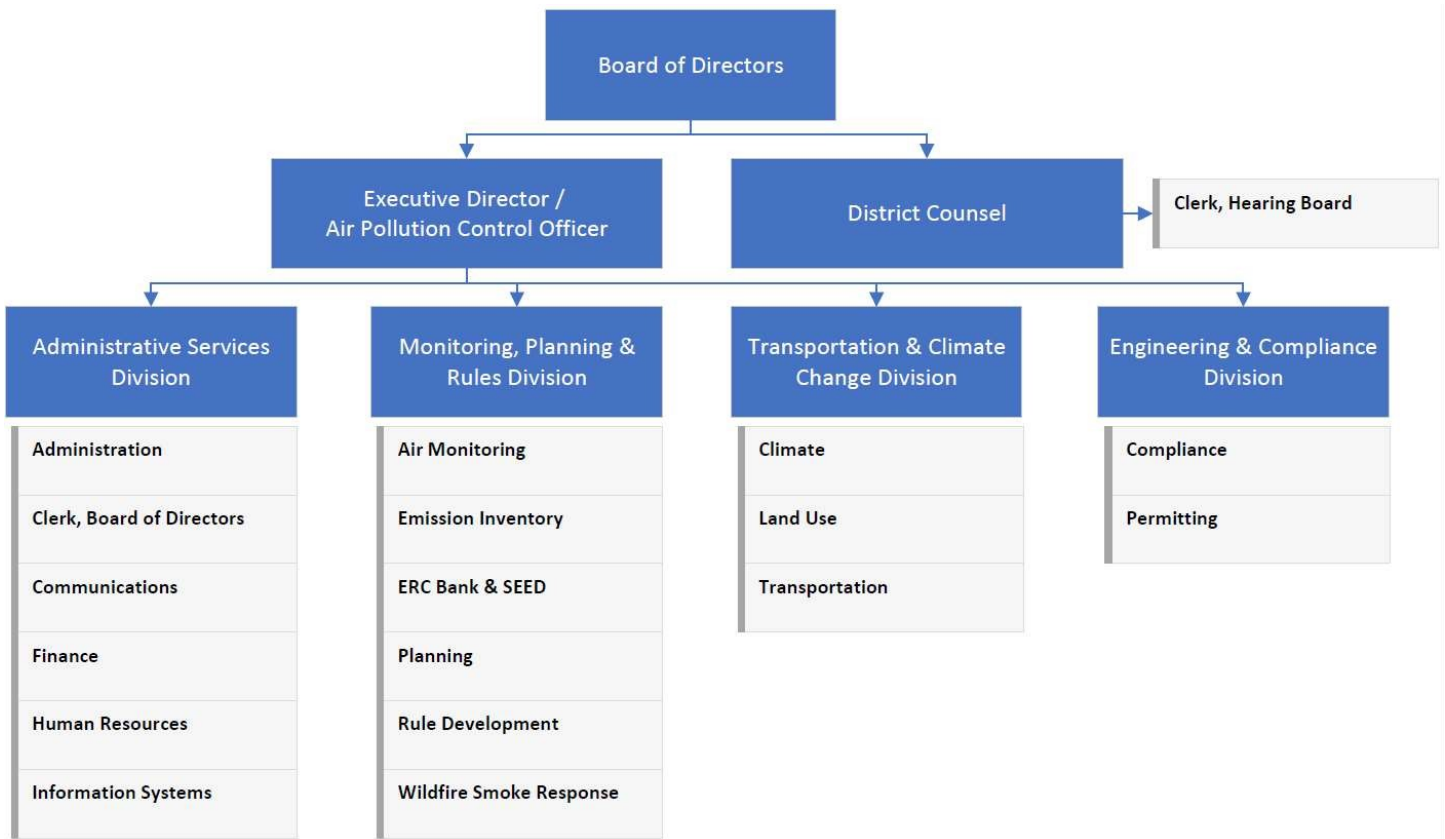 Board of Directors
Executive Director /
Air Pollution Control Officer
District Counsel
Clerk, Hearing Board
Administrative Services
Division
Administration
Clerk, Board of Directors
Communications
Finance
Human Resources
Information Systems
Monitoring, Planning &
Rules Division
Air Monitoring
Emission Inventory
ERC Bank & SEED
Planning
Rule Development
Wildfire Smoke Response
Transportation & Climate
Change Division
Climate
Land Use
Transportation
Engineering & Compliance
Division
Compliance
Permitting